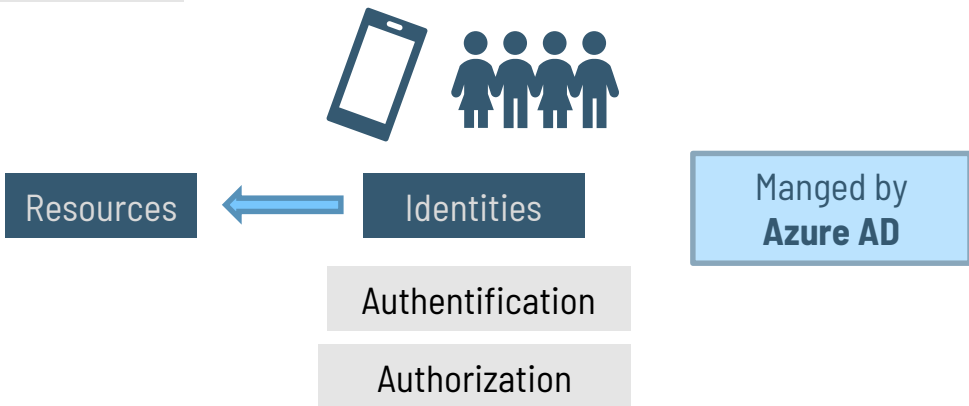 Resources
Identities
Manged by
Azure AD
Authentification
Authorization